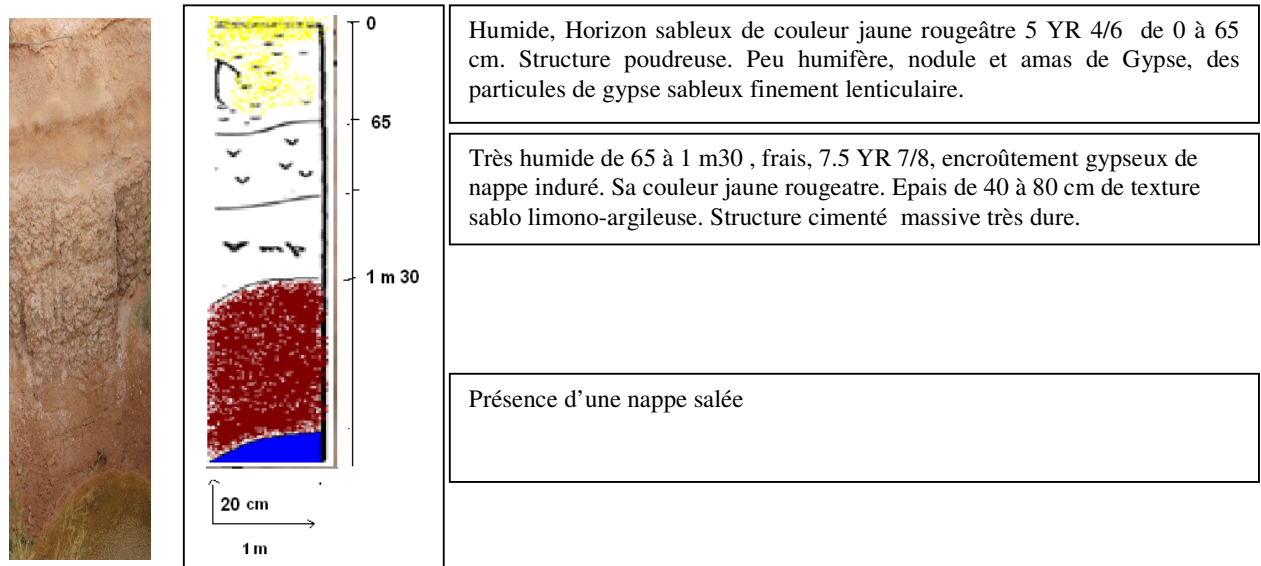 0
65
1 m 30
20 cm
1 m
Humide, Horizon sableux de couleur jaune rougeâtre 5 YR 4/6 de 0 à 65
cm. Structure poudreuse. Peu humifère, nodule et amas de Gypse, des
particules de gypse sableux finement lenticulaire.
Très humide de 65 à 1 m30 , frais, 7.5 YR 7/8, encroûtement gypseux de
nappe induré. Sa couleur jaune rougeatre. Epais de 40 à 80 cm de texture
sablo limono-argileuse. Structure cimenté massive très dure.
Présence d’une nappe salée